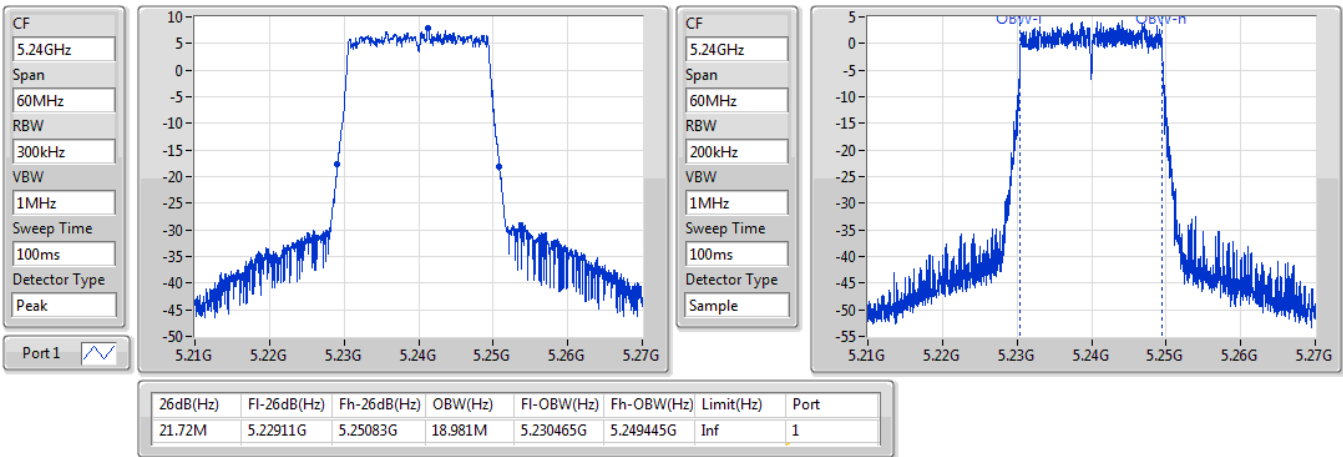 CF
5.24GHz
Span
60MHz
RBW
300kHz
VBW
1MHz
Sweep Time
100ms
Detector Type
Peak
Port 1
10
5
0
-5
-10
-15
-20
-25
-30
-35
-40
-45
-50
5.21G 5.22G 5.23G 5.24G 5.25G 5.26G 5.27G
CF
5.24GHz
Span
60MHz
RBW
200kHz
VBW
1MHz
Sweep Time
100ms
Detector Type
Sample
OBW-l OBW-h
5
0
-5
-10
-15
-20
-25
-30
-35
-40
-45
-50
-55
5.21G 5.22G 5.23G 5.24G 5.25G 5.26G 5.27G
26dB(Hz) Fl-26dB(Hz) Fh-26dB(Hz) OBW(Hz) Fl-OBW(Hz) Fh-OBW(Hz) Limit(Hz) Port
21.72M 5.22911G 5.25083G 18.981M 5.230465G 5.249445G Inf 1